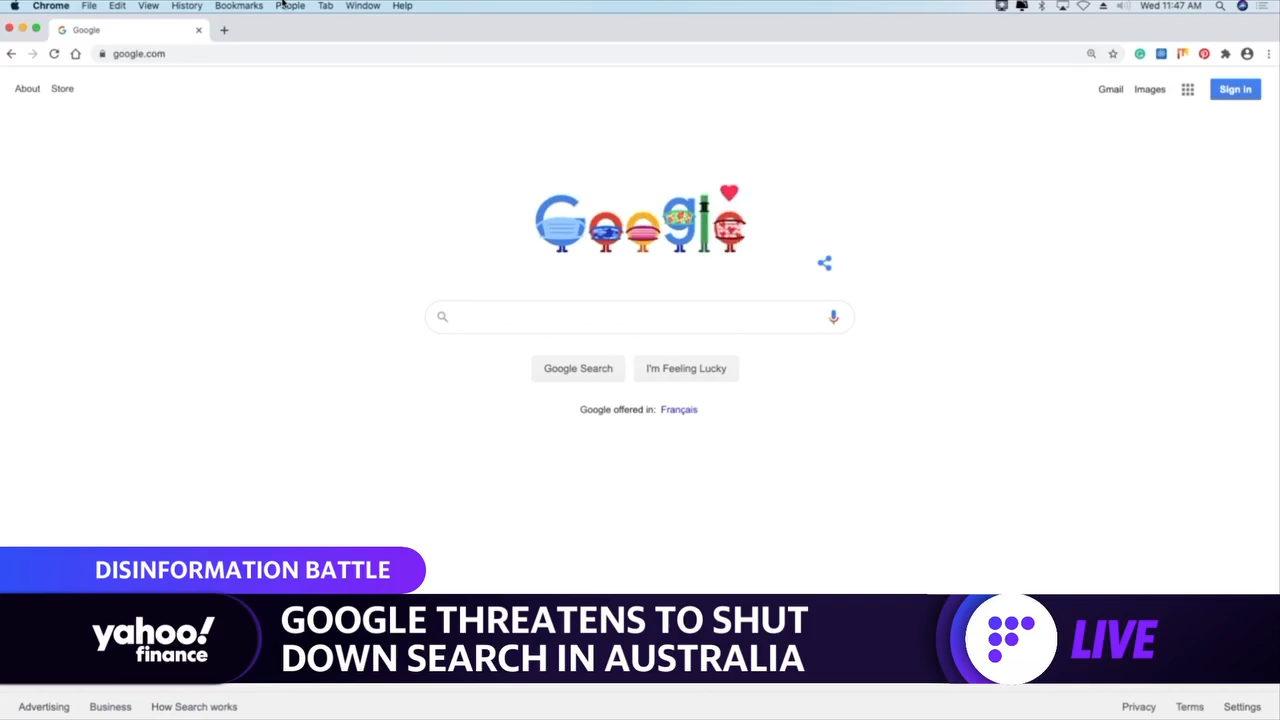 Chrome File Edit View History Bookmarks People Tab Window Help Wed 11:47 AM
Google
google.com
About Store Gmail Images Sign in
Google
Google Search I'm Feeling Lucky
Google offered in: Français
DISINFORMATION BATTLE
yahoo!
finance
GOOGLE THREATENS TO SHUT
DOWN SEARCH IN AUSTRALIA
LIVE
Advertising Business How Search works Privacy Terms Settings